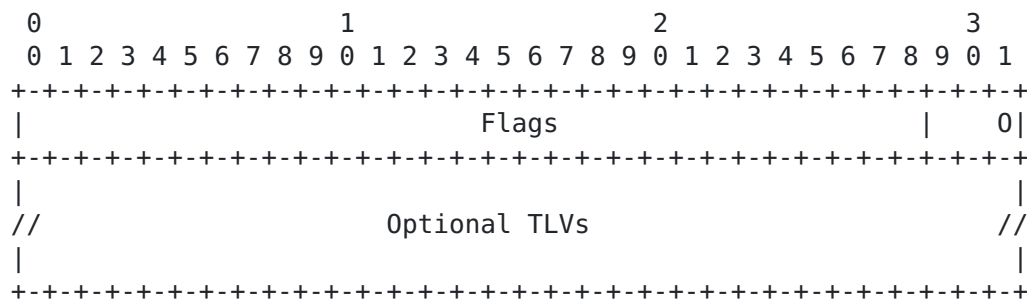 0                   1                   2                   3
 0 1 2 3 4 5 6 7 8 9 0 1 2 3 4 5 6 7 8 9 0 1 2 3 4 5 6 7 8 9 0 1
+-+-+-+-+-+-+-+-+-+-+-+-+-+-+-+-+-+-+-+-+-+-+-+-+-+-+-+-+-+-+-+-+
|                             Flags                       |    O|
+-+-+-+-+-+-+-+-+-+-+-+-+-+-+-+-+-+-+-+-+-+-+-+-+-+-+-+-+-+-+-+-+
|                                                               |
//                      Optional TLVs                          //
|                                                               |
+-+-+-+-+-+-+-+-+-+-+-+-+-+-+-+-+-+-+-+-+-+-+-+-+-+-+-+-+-+-+-+-+